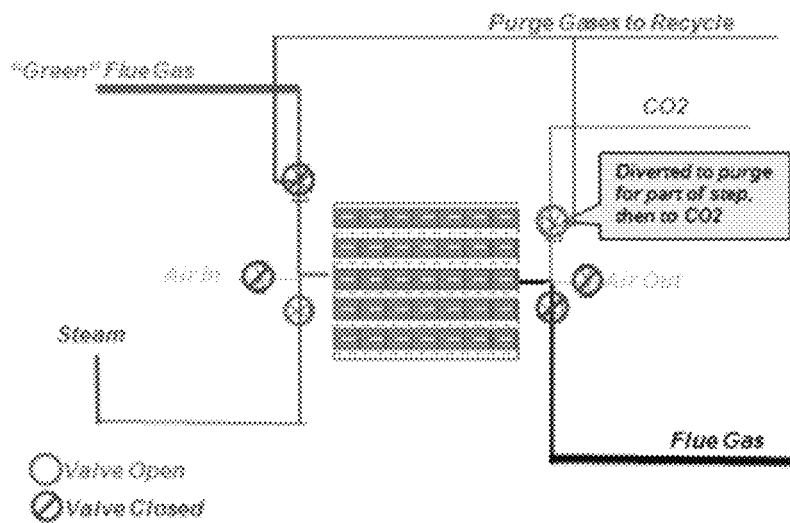 Purge Gases to Recycle
"Green" Flue Gas
CO2
Diverted to purge
for part of step,
then to CO2
Air In
Air Out
Steam
Flue Gas
Valve Open
Valve Closed